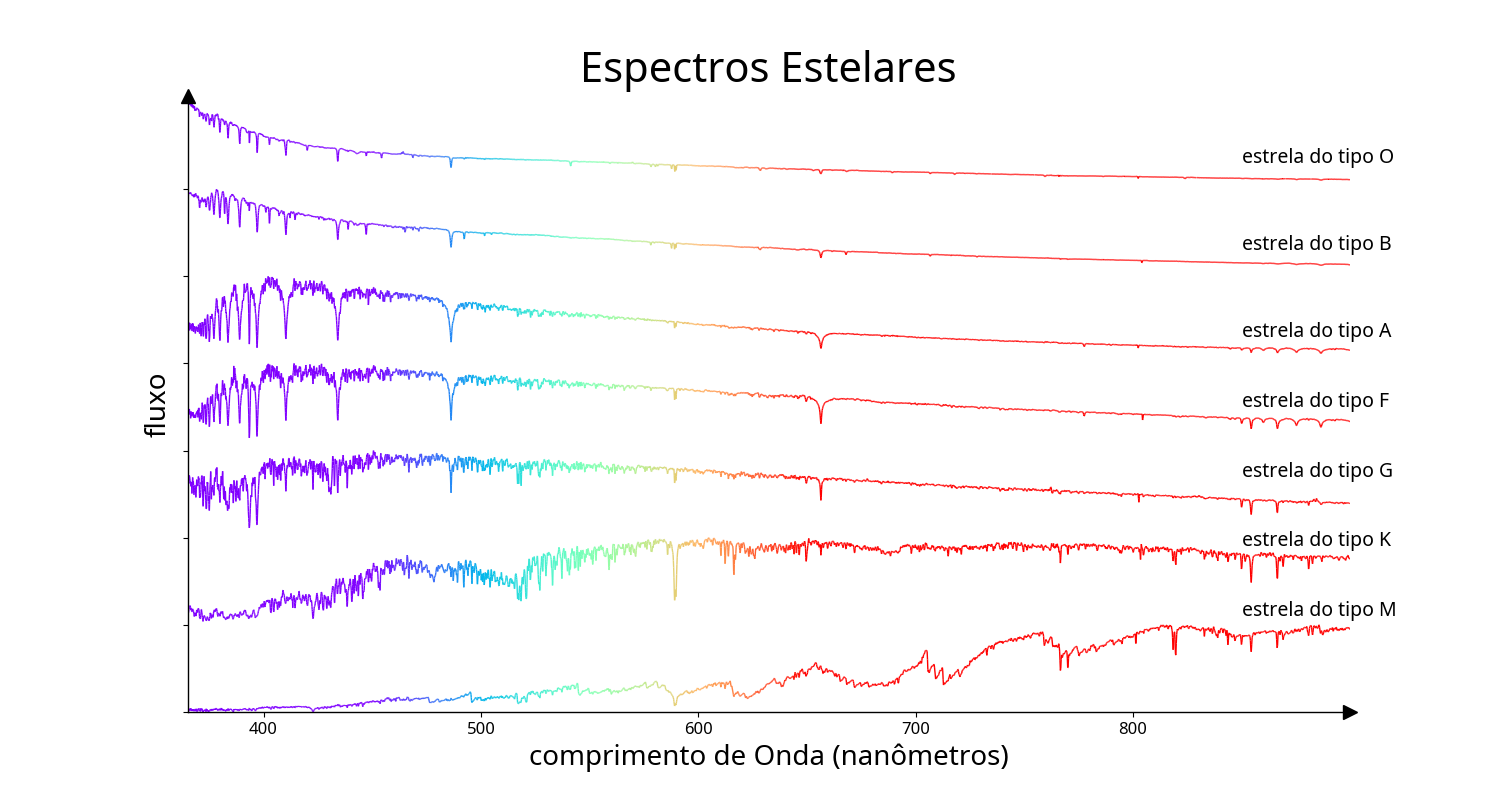 Espectros Estelares
estrela do tipo O
estrela do tipo B
estrela do tipo A
estrela do tipo F
estrela do tipo G
estrela do tipo K
estrela do tipo M
fluxo
400 500 600 700 800
comprimento de Onda (nanômetros)